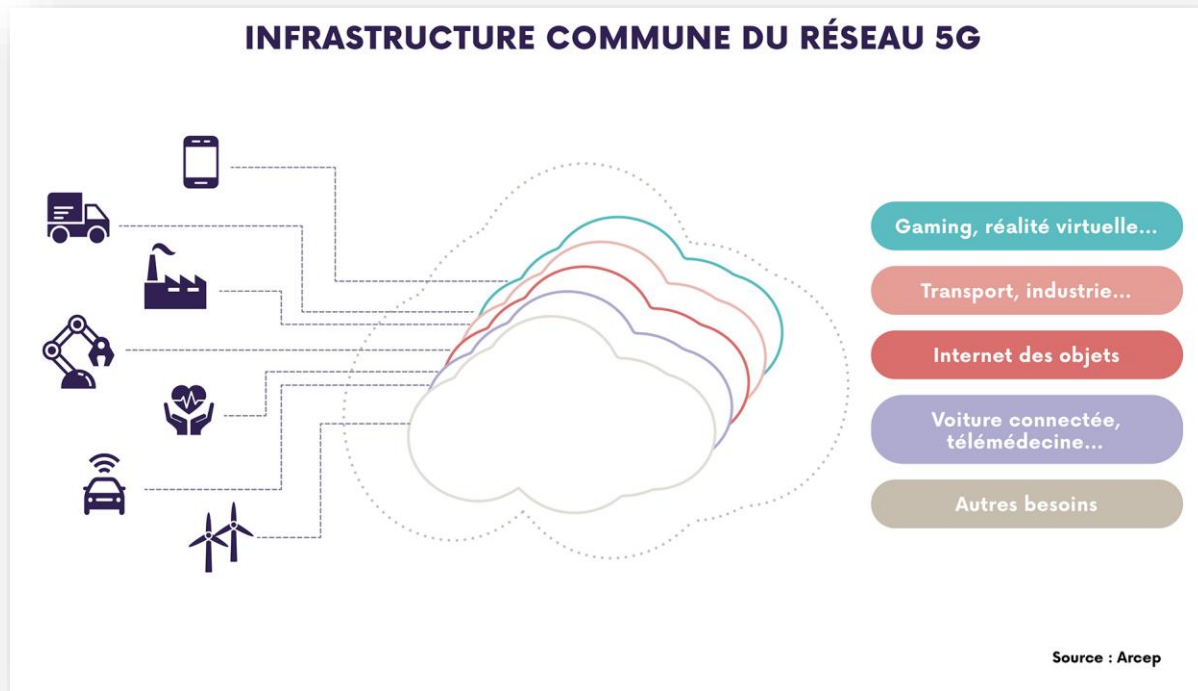 INFRASTRUCTURE COMMUNE DU RÉSEAU 5G
Gaming, réalité virtuelle...
Transport, industrie...
Internet des objets
Voiture connectée,
télémédecine...
Autres besoins
Source : Arcep